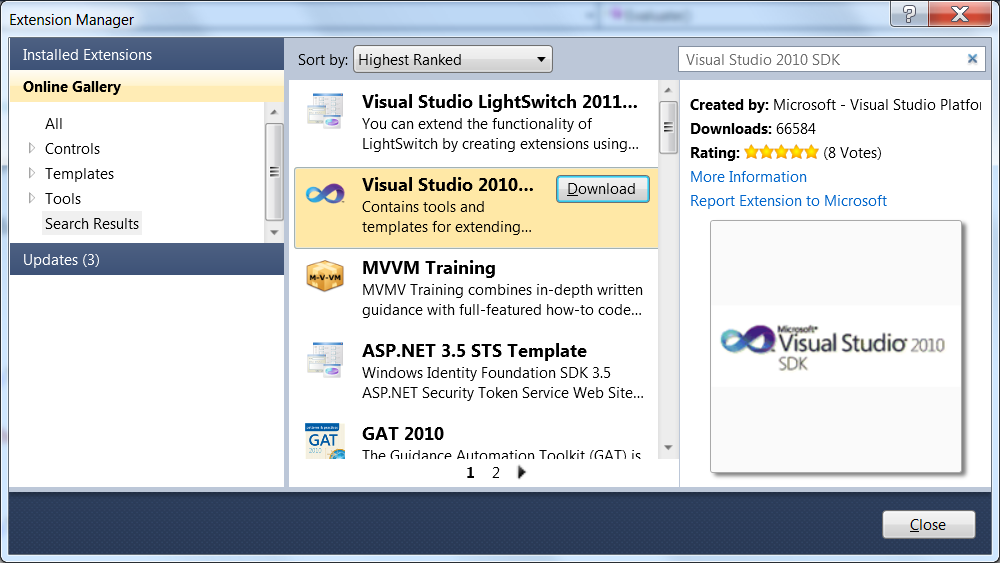 Extension Manager
Evaluate()
?
Installed Extensions
Online Gallery
All
Controls
Templates
Tools
Search Results
Updates (3)
Sort by: Highest Ranked
Visual Studio LightSwitch 2011...
You can extend the functionality of
LightSwitch by creating extensions using...
Visual Studio 2010...
Download
Contains tools and
templates for extending...
MVVM Training
MVMV Training combines in-depth written
guidance with full-featured how-to code...
M-V-VM
ASP.NET 3.5 STS Template
Windows Identity Foundation SDK 3.5
ASP.NET Security Token Service Web Site...
GAT 2010
The Guidance Automation Toolkit (GAT) is
GAT
2010
1 2
Visual Studio 2010 SDK
Created by: Microsoft - Visual Studio Platfor
Downloads: 66584
Rating: (8 Votes)
More Information
Report Extension to Microsoft
Microsoft®
Visual Studio® 2010
SDK
Close